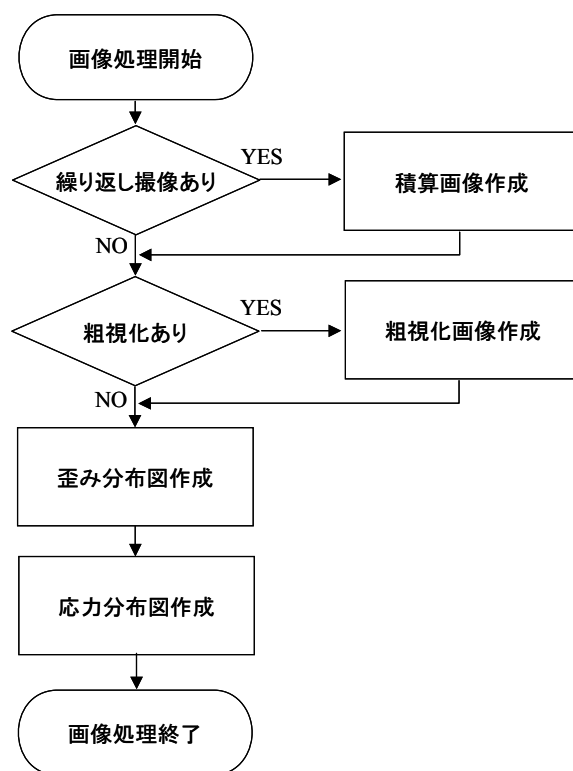 画像処理開始
YES
繰り返し撮像あり
積算画像作成
NO
YES
粗視化あり
粗視化画像作成
NO
歪み分布図作成
応力分布図作成
画像処理終了